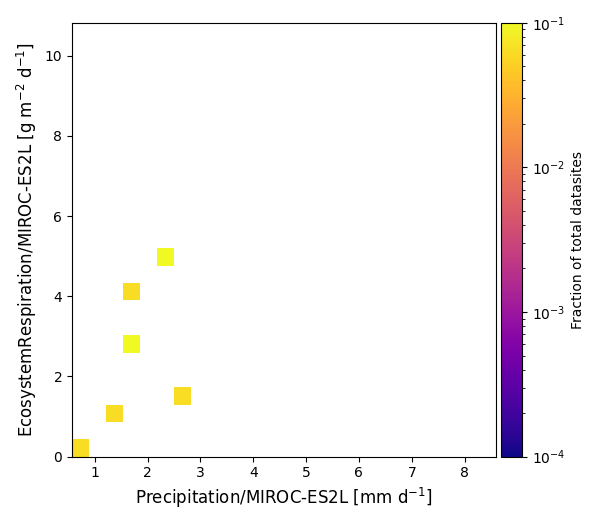 EcosystemRespiration/MIROC-ES2L [g m⁻² d⁻¹]
10
8
6
4
2
0
1 2 3 4 5 6 7 8
Precipitation/MIROC-ES2L [mm d⁻¹]
10⁻¹
10⁻²
10⁻³
10⁻⁴
Fraction of total datasites